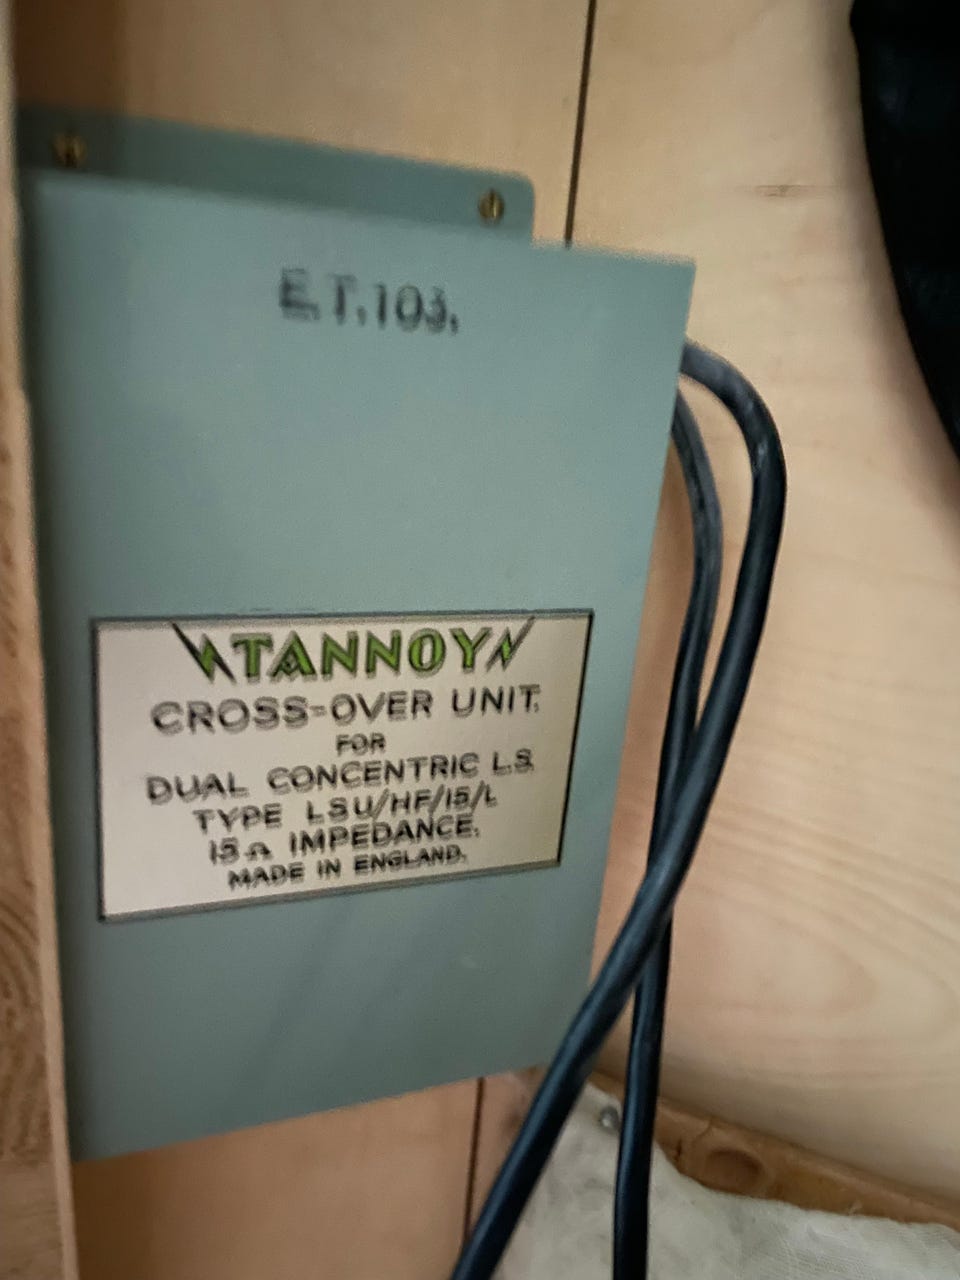 E.T.103.
TANNOY
CROSS-OVER UNIT.
FOR
DUAL CONCENTRIC L.S.
TYPE LSU/HF/15/L
15Ω IMPEDANCE.
MADE IN ENGLAND.